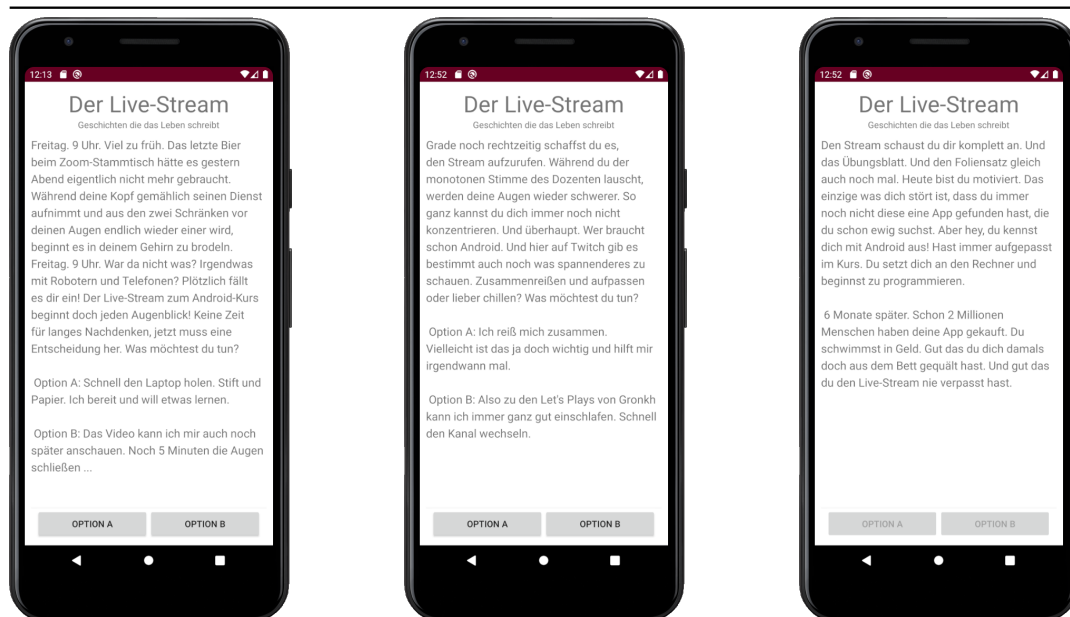 12:13
Der Live-Stream
Geschichten die das Leben schreibt
Freitag. 9 Uhr. Viel zu früh. Das letzte Bier
beim Zoom-Stammtisch hätte es gestern
Abend eigentlich nicht mehr gebraucht.
Während deine Kopf gemählich seinen Dienst
aufnimmt und aus den zwei Schränken vor
deinen Augen endlich wieder einer wird,
beginnt es in deinem Gehirn zu brodeln.
Freitag. 9 Uhr. War da nicht was? Irgendwas
mit Robotern und Telefonen? Plötzlich fällt
es dir ein! Der Live-Stream zum Android-Kurs
beginnt doch jeden Augenblick! Keine Zeit
für langes Nachdenken, jetzt muss eine
Entscheidung her. Was möchtest du tun?
Option A: Schnell den Laptop holen. Stift und
Papier. Ich bereit und will etwas lernen.
Option B: Das Video kann ich mir auch noch
später anschauen. Noch 5 Minuten die Augen
schließen ...
OPTION A OPTION B
12:52
Der Live-Stream
Geschichten die das Leben schreibt
Grade noch rechtzeitig schaffst du es,
den Stream aufzurufen. Während du der
monotonen Stimme des Dozenten lauscht,
werden deine Augen wieder schwerer. So
ganz kannst du dich immer noch nicht
konzentrieren. Und überhaupt. Wer braucht
schon Android. Und hier auf Twitch gib es
bestimmt auch noch was spannenderes zu
schauen. Zusammenreißen und aufpassen
oder lieber chillen? Was möchtest du tun?
Option A: Ich reiß mich zusammen.
Vielleicht ist das ja doch wichtig und hilft mir
irgendwann mal.
Option B: Also zu den Let's Plays von Gronkh
kann ich immer ganz gut einschlafen. Schnell
den Kanal wechseln.
OPTION A OPTION B
12:52
Der Live-Stream
Geschichten die das Leben schreibt
Den Stream schaust du dir komplett an. Und
das Übungsblatt. Und den Foliensatz gleich
auch noch mal. Heute bist du motiviert. Das
einzige was dich stört ist, dass du immer
noch nicht diese eine App gefunden hast, die
du schon ewig suchst. Aber hey, du kennst
dich mit Android aus! Hast immer aufgepasst
im Kurs. Du setzt dich an den Rechner und
beginnst zu programmieren.
6 Monate später. Schon 2 Millionen
Menschen haben deine App gekauft. Du
schwimmst in Geld. Gut das du dich damals
doch aus dem Bett gequält hast. Und gut das
du den Live-Stream nie verpasst hast.
OPTION A OPTION B